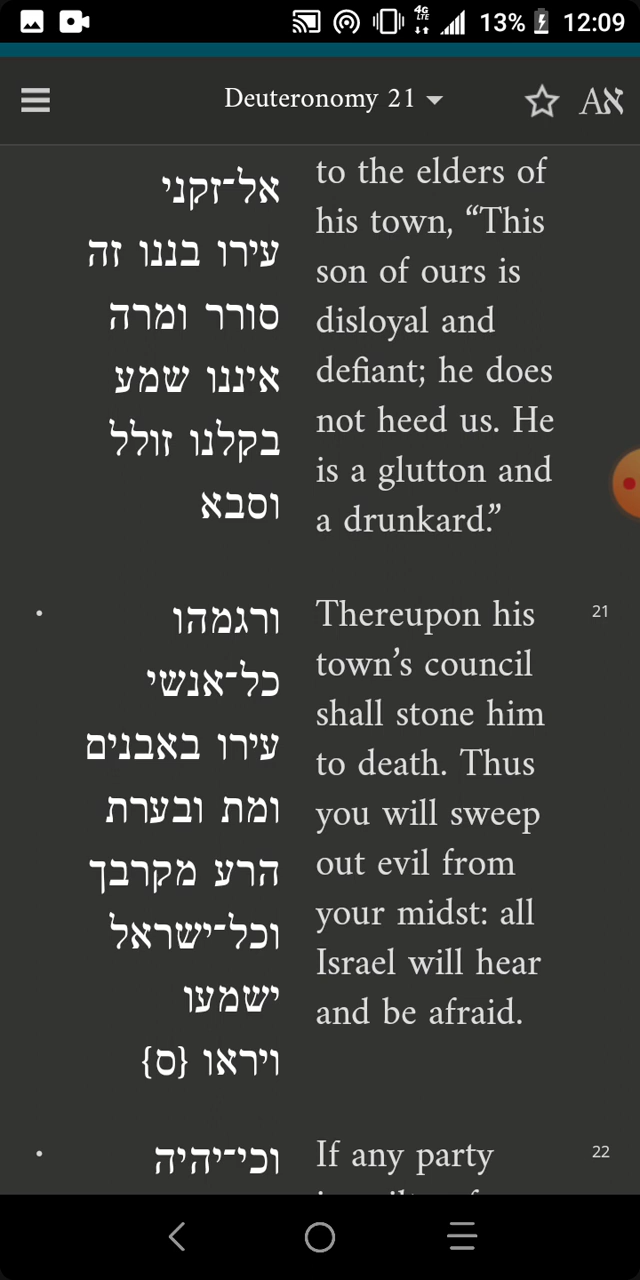 4G
LTE
13%
12:09
Deuteronomy 21
Aא
אל־זקני
עירו בננו זה
סורר ומרה
איננו שמע
בקלנו זולל
וסבא
to the elders of
his town, “This
son of ours is
disloyal and
defiant; he does
not heed us. He
is a glutton and
a drunkard.”
ורגמהו
כל־אנשי
עירו באבנים
ומת ובערת
הרע מקרבך
וכל־ישראל
ישמעו
ויראו {ס}
Thereupon his
town’s council
shall stone him
to death. Thus
you will sweep
out evil from
your midst: all
Israel will hear
and be afraid.
21
וכי־יהיה
If any party
22